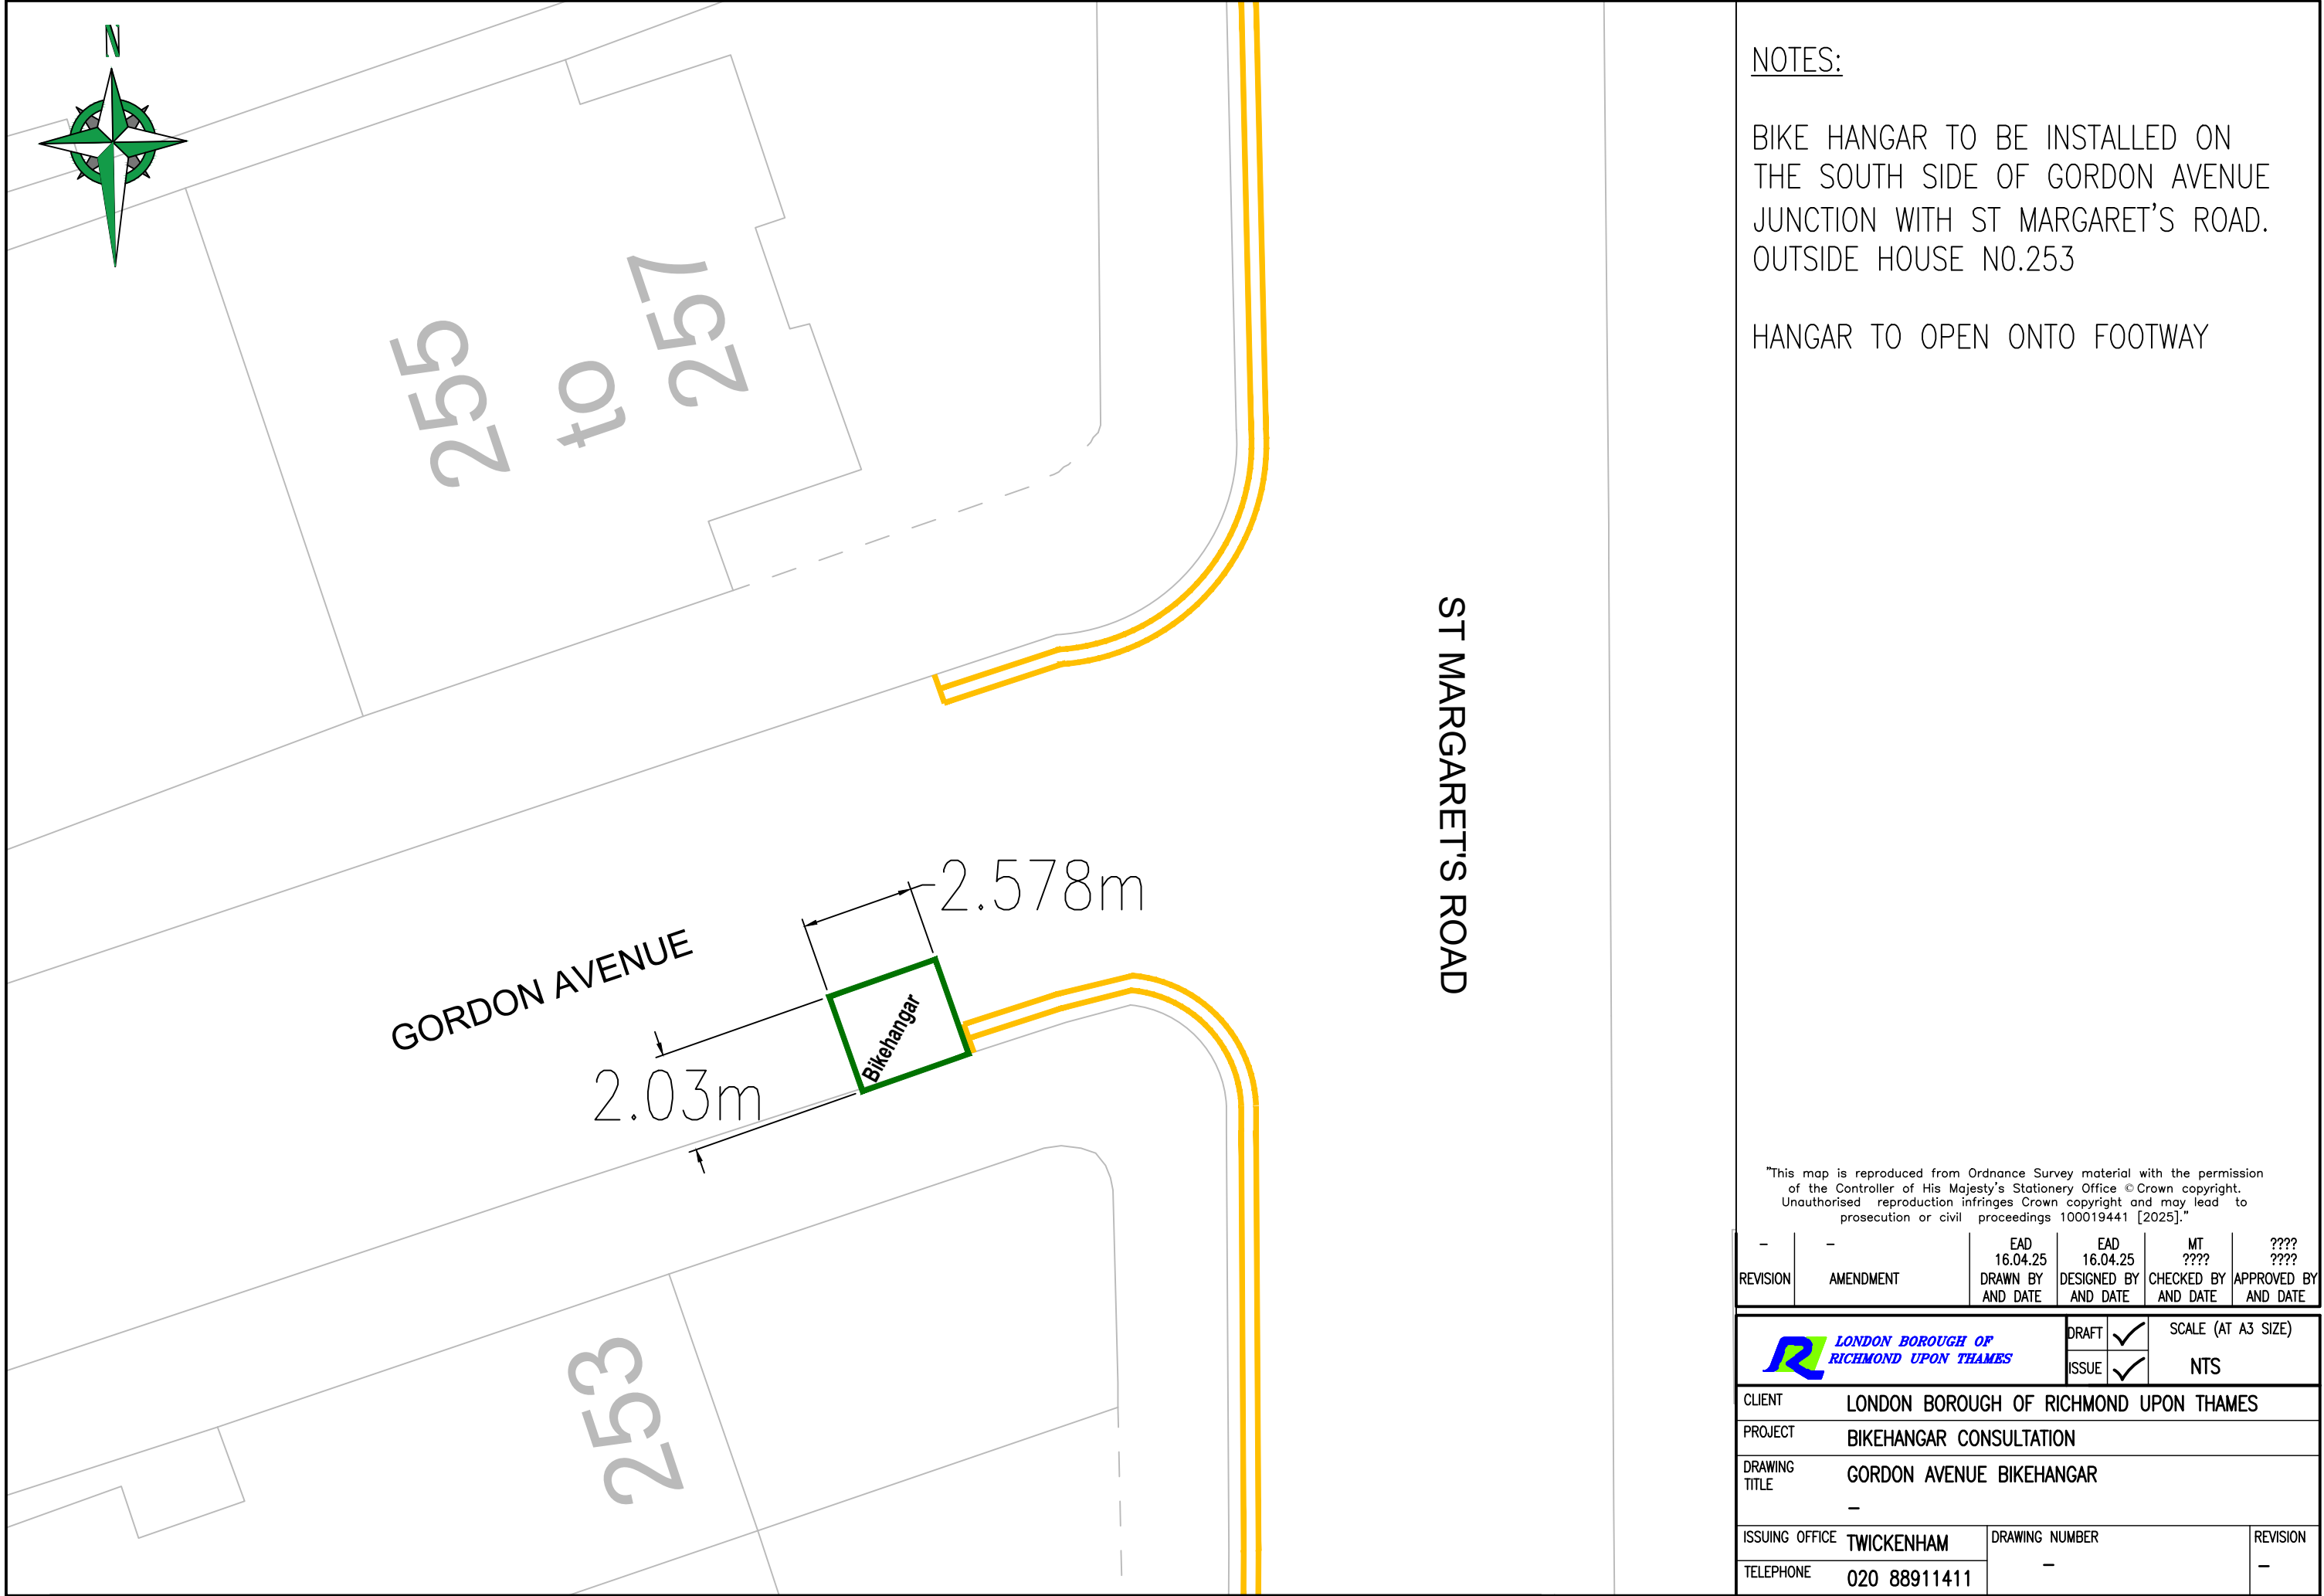 N
255
to
257
ST MARGARET'S ROAD
2.578m
GORDON AVENUE
Bikehangar
2.03m
253
NOTES:
BIKE HANGAR TO BE INSTALLED ON
THE SOUTH SIDE OF GORDON AVENUE
JUNCTION WITH ST MARGARET'S ROAD.
OUTSIDE HOUSE NO.253
HANGAR TO OPEN ONTO FOOTWAY
"This map is reproduced from Ordnance Survey material with the permission
of the Controller of His Majesty's Stationery Office © Crown copyright.
Unauthorised reproduction infringes Crown copyright and may lead to
prosecution or civil proceedings 100019441 [2025]."
– – EAD EAD MT ????
16.04.25 16.04.25 ???? ????
REVISION AMENDMENT DRAWN BY DESIGNED BY CHECKED BY APPROVED BY
AND DATE AND DATE AND DATE AND DATE
LONDON BOROUGH OF
RICHMOND UPON THAMES
DRAFT ✓ SCALE (AT A3 SIZE)
ISSUE ✓ NTS
CLIENT LONDON BOROUGH OF RICHMOND UPON THAMES
PROJECT BIKEHANGAR CONSULTATION
DRAWING
TITLE GORDON AVENUE BIKEHANGAR
–
ISSUING OFFICE TWICKENHAM DRAWING NUMBER REVISION
– –
TELEPHONE 020 88911411